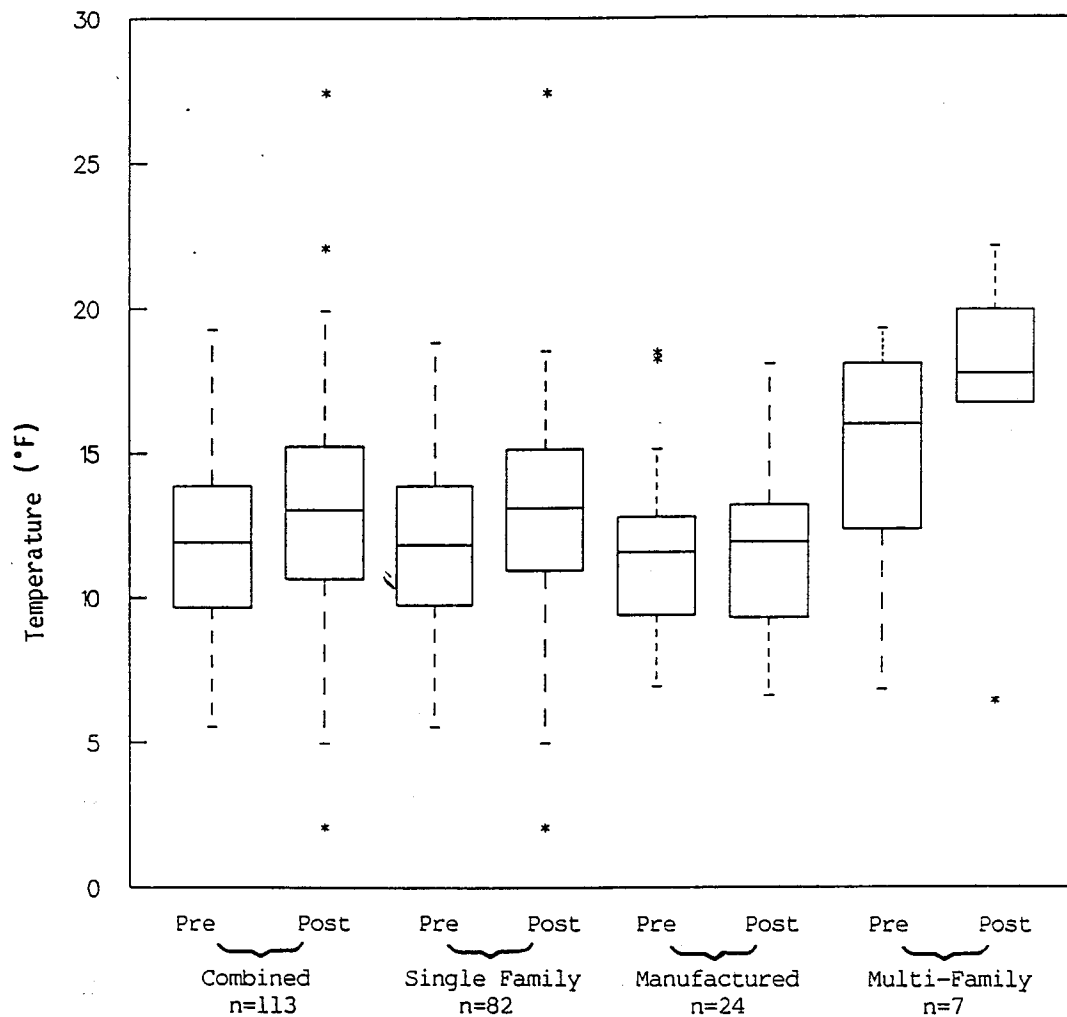 30
25
20
15
10
5
0
Temperature (°F)
Pre Post Pre Post Pre Post Pre Post
Combined Single Family Manufactured Multi-Family
n=113 n=82 n=24 n=7